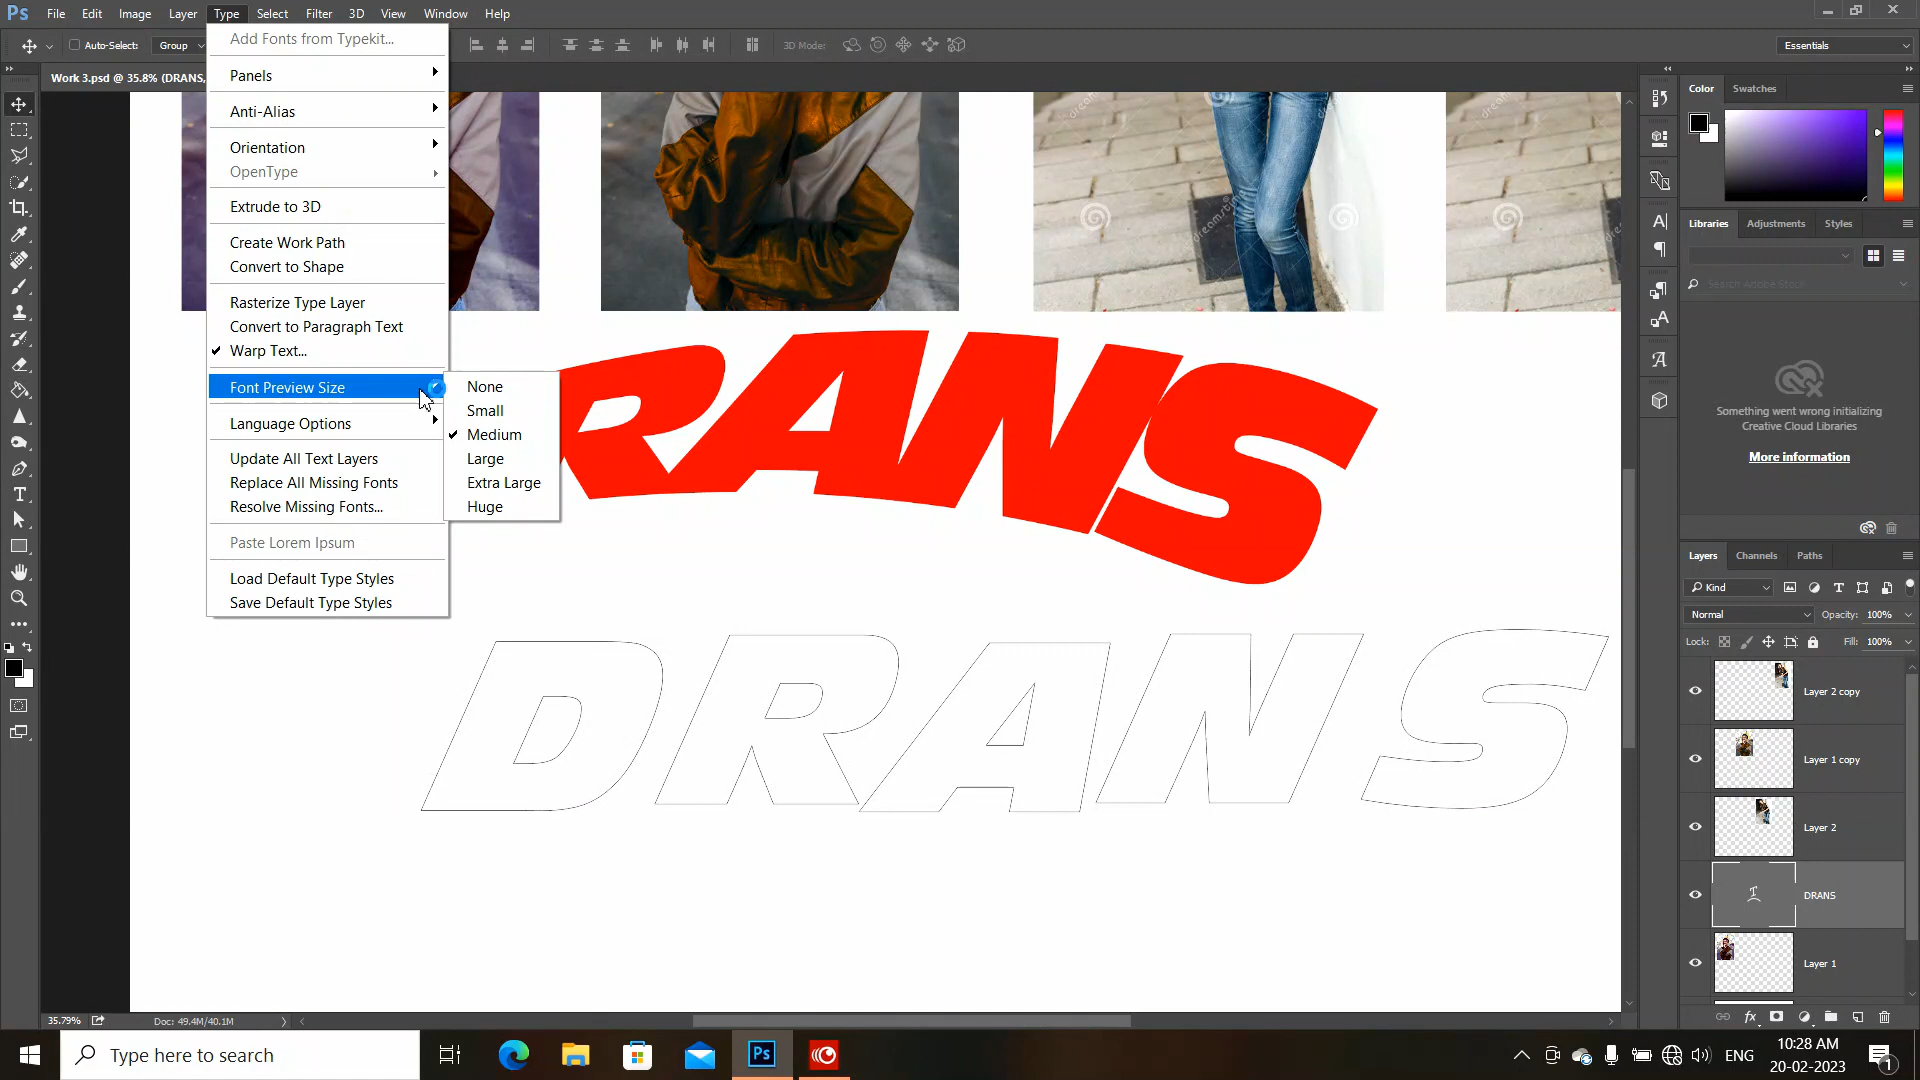 Ps File Edit Image Layer Type Select Filter 3D View Window Help
Auto-Select: Group 3D Mode: Essentials
Work 3.psd @ 35.8% (DRANS,
Add Fonts from Typekit...
Panels
Anti-Alias
Orientation
OpenType
Extrude to 3D
Create Work Path
Convert to Shape
Rasterize Type Layer
Convert to Paragraph Text
Warp Text...
Font Preview Size
Language Options
Update All Text Layers
Replace All Missing Fonts
Resolve Missing Fonts...
Paste Lorem Ipsum
Load Default Type Styles
Save Default Type Styles
None
Small
Medium
Large
Extra Large
Huge
dreamstime
RANS
DRANS
Color Swatches
Libraries Adjustments Styles
Search Adobe Stock
Something went wrong initializing
Creative Cloud Libraries
More information
Layers Channels Paths
Kind
Normal Opacity: 100%
Lock: Fill: 100%
Layer 2 copy
Layer 1 copy
Layer 2
DRANS
Layer 1
35.79% Doc: 49.4M/40.1M
Type here to search
Ps
ENG
10:28 AM
20-02-2023
1